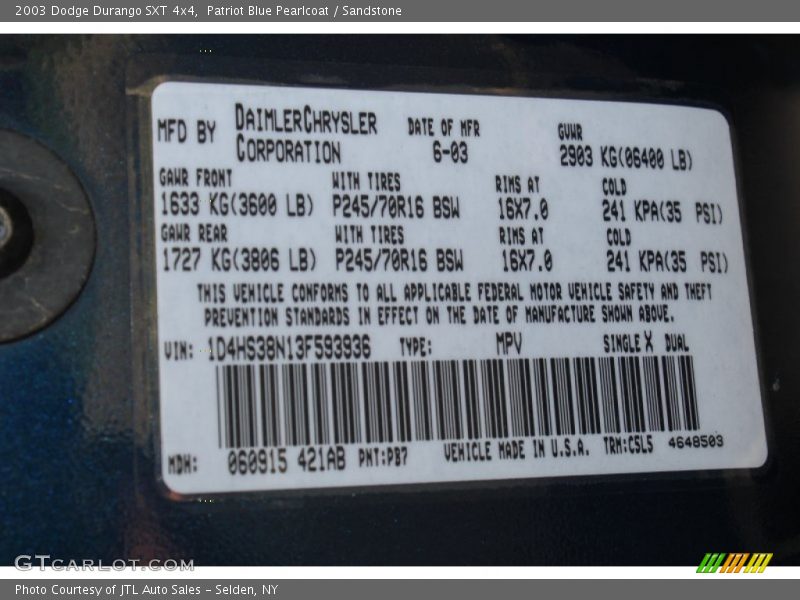 2003 Dodge Durango SXT 4x4,  Patriot Blue Pearlcoat / Sandstone
MFD BY DAIMLERCHRYSLER CORPORATION DATE OF MFR 6-03 GVWR 2903 KG(06400 LB)
GAWR FRONT WITH TIRES RIMS AT COLD
1633 KG(3600 LB) P245/70R16 BSW 16X7.0 241 KPA(35 PSI)
GAWR REAR WITH TIRES RIMS AT COLD
1727 KG(3806 LB) P245/70R16 BSW 16X7.0 241 KPA(35 PSI)
THIS VEHICLE CONFORMS TO ALL APPLICABLE FEDERAL MOTOR VEHICLE SAFETY AND THEFT
PREVENTION STANDARDS IN EFFECT ON THE DATE OF MANUFACTURE SHOWN ABOVE.
VIN: 1D4HS38N13F593936 TYPE: MPV SINGLE X DUAL
MDH: 060915 421AB PNT:PB7 VEHICLE MADE IN U.S.A. TRM:C5L5 4648503
GTCARLOT.COM
Photo Courtesy of JTL Auto Sales – Selden, NY